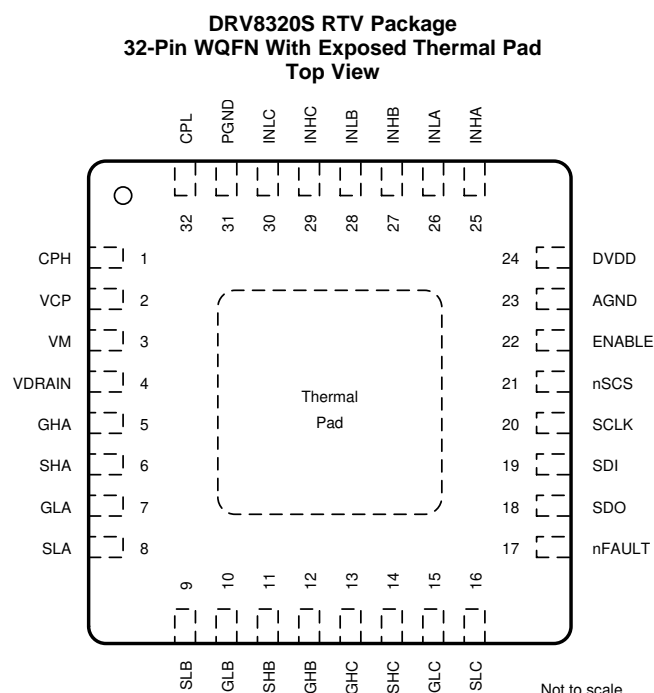 DRV8320S RTV Package
32-Pin WQFN With Exposed Thermal Pad
Top View
CPL
PGND
INLC
INHC
INLB
INHB
INLA
INHA
32
31
30
29
28
27
26
25
CPH 1
VCP 2
VM 3
VDRAIN 4
GHA 5
SHA 6
GLA 7
SLA 8
Thermal
Pad
24 DVDD
23 AGND
22 ENABLE
21 nSCS
20 SCLK
19 SDI
18 SDO
17 nFAULT
9
10
11
12
13
14
15
16
SLB
GLB
SHB
GHB
GHC
SHC
GLC
SLC
Not to scale